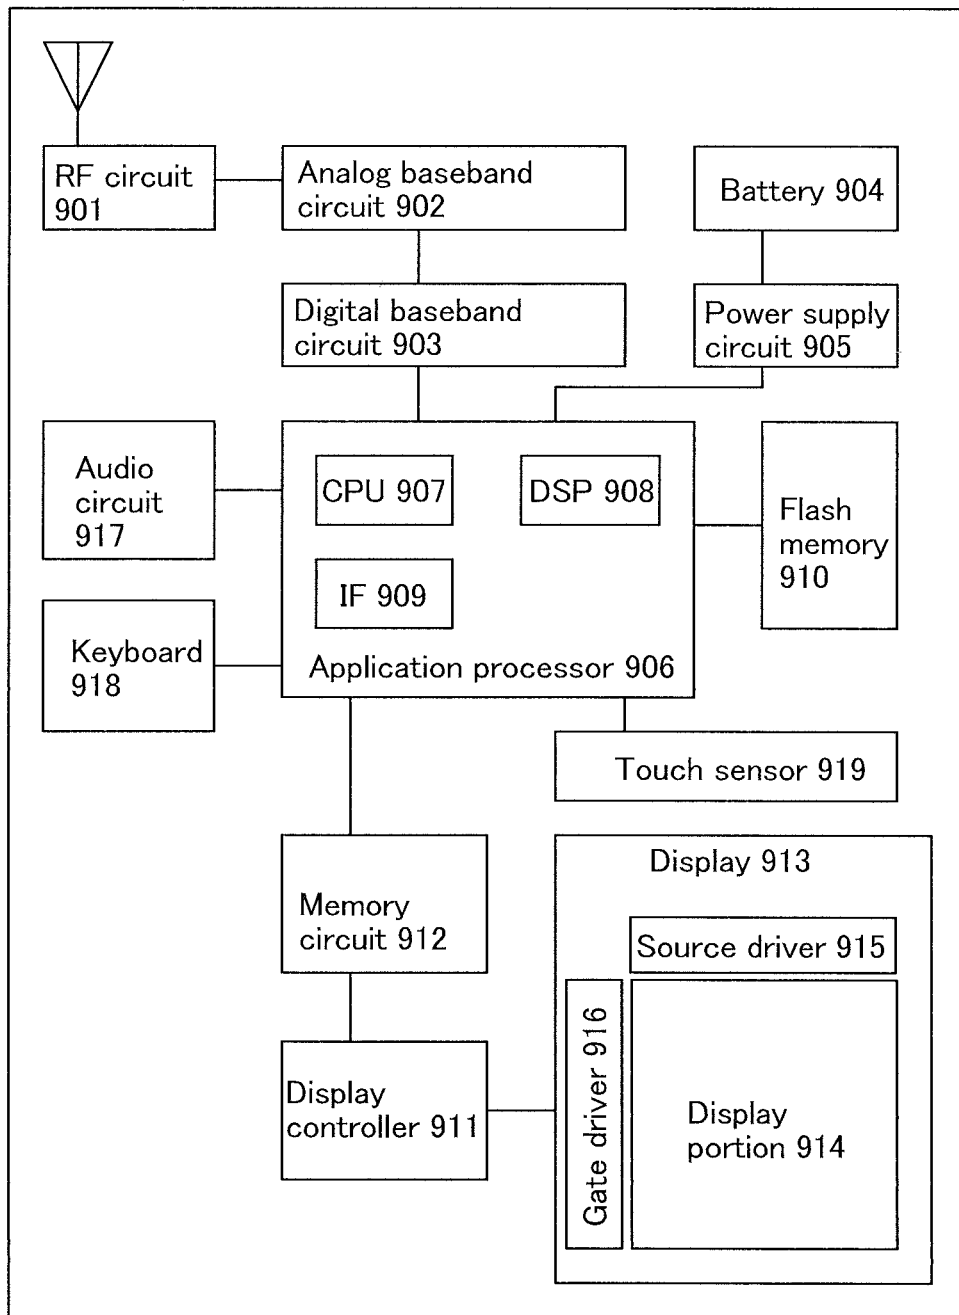 RF circuit
901
Analog baseband
circuit 902
Battery 904
Digital baseband
circuit 903
Power supply
circuit 905
Audio
circuit
917
CPU 907
DSP 908
Flash
memory
910
IF 909
Keyboard
918
Application processor 906
Touch sensor 919
Display 913
Memory
circuit 912
Source driver 915
Gate driver 916
Display
controller 911
Display
portion 914